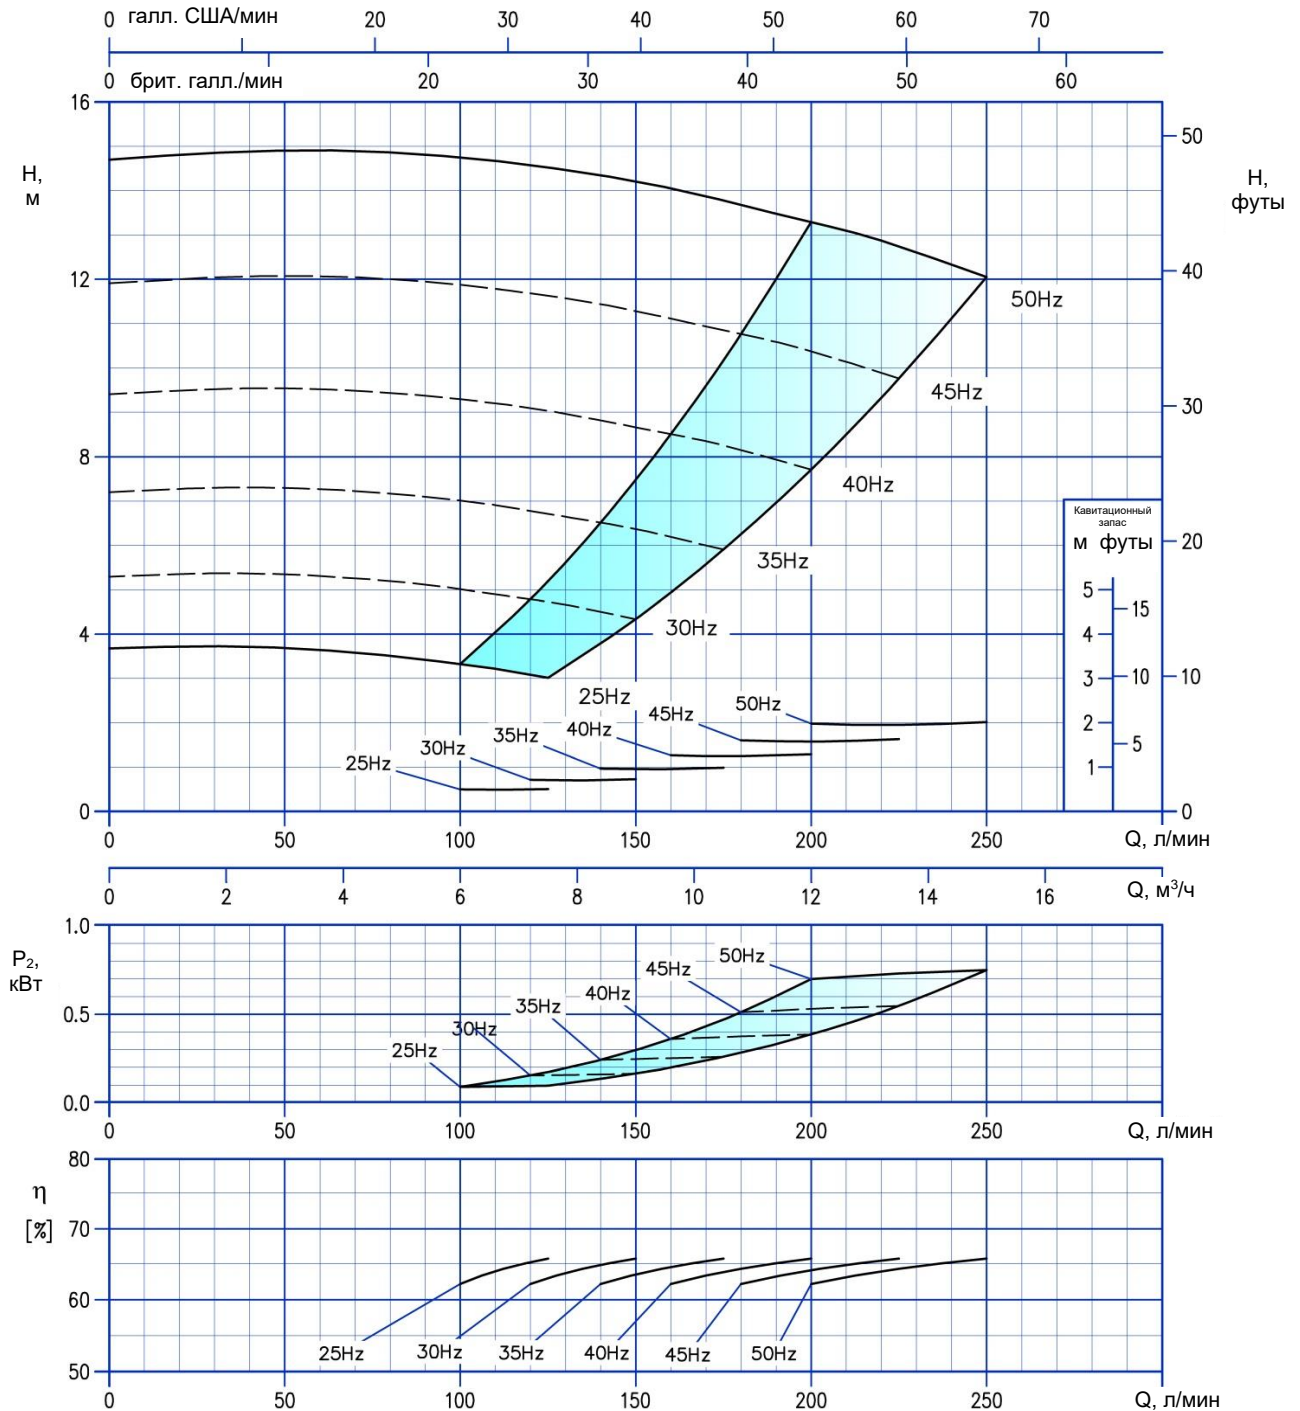 0 галл. США/мин 20 30 40 50 60 70
0 брит. галл./мин 20 30 40 50 60
16
50
H,
м
H,
футы
12
40
50Hz
45Hz
30
8
40Hz
Кавитационный
запас
м футы
35Hz
20
5
15
30Hz
4
4
3
10
10
25Hz
50Hz
45Hz
2
40Hz
35Hz
5
30Hz
25Hz
1
0
0
0 50 100 150 200 250 Q, л/мин
0 2 4 6 8 10 12 14 16 Q, м³/ч
1.0
P₂,
кВт
50Hz
45Hz
40Hz
35Hz
0.5
30Hz
25Hz
0.0
0 50 100 150 200 250 Q, л/мин
80
η
[%]
70
60
25Hz 30Hz 35Hz 40Hz 45Hz 50Hz
50
0 50 100 150 200 250 Q, л/мин